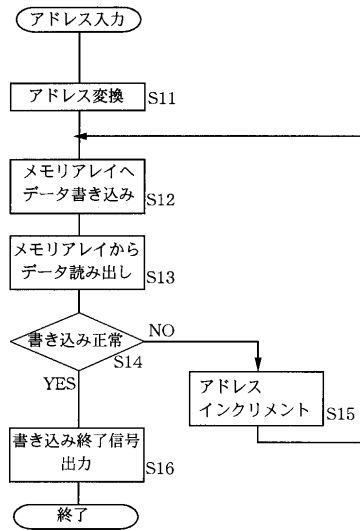 アドレス入力
アドレス変換
S11
メモリアレイへ
データ書き込み
S12
メモリアレイから
データ読み出し
S13
書き込み正常
S14
NO
YES
アドレス
インクリメント
S15
書き込み終了信号
出力
S16
終了